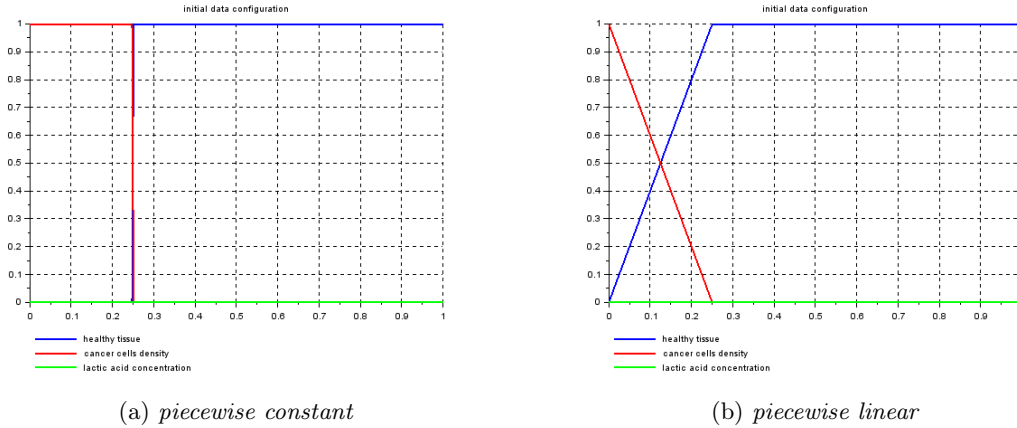 initial data configuration
1
0.9
0.8
0.7
0.6
0.5
0.4
0.3
0.2
0.1
0
0 0.1 0.2 0.3 0.4 0.5 0.6 0.7 0.8 0.9 1
healthy tissue
cancer cells density
lactic acid concentration
(a) piecewise constant
initial data configuration
1
0.9
0.8
0.7
0.6
0.5
0.4
0.3
0.2
0.1
0
0 0.1 0.2 0.3 0.4 0.5 0.6 0.7 0.8 0.9
healthy tissue
cancer cells density
lactic acid concentration
(b) piecewise linear